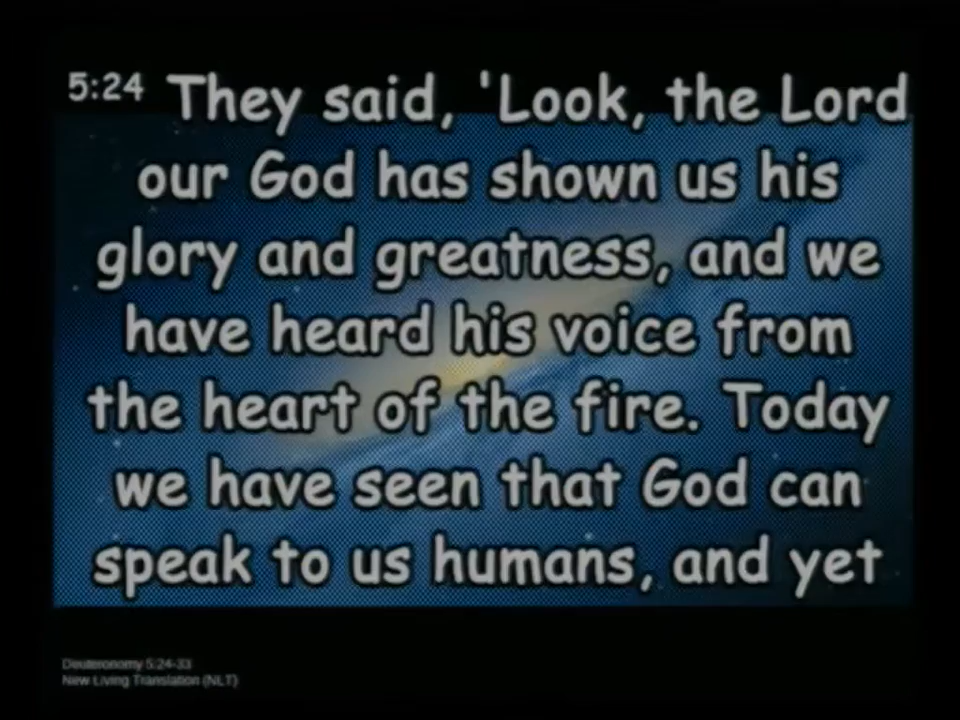 5:24 They said, 'Look, the Lord
our God has shown us his
glory and greatness, and we
have heard his voice from
the heart of the fire. Today
we have seen that God can
speak to us humans, and yet
Deuteronomy 5:24-33
New Living Translation (NLT)